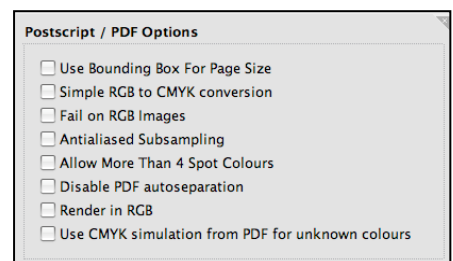 Postscript / PDF Options
Use Bounding Box For Page Size
Simple RGB to CMYK conversion
Fail on RGB Images
Antialiased Subsampling
Allow More Than 4 Spot Colours
Disable PDF autoseparation
Render in RGB
Use CMYK simulation from PDF for unknown colours